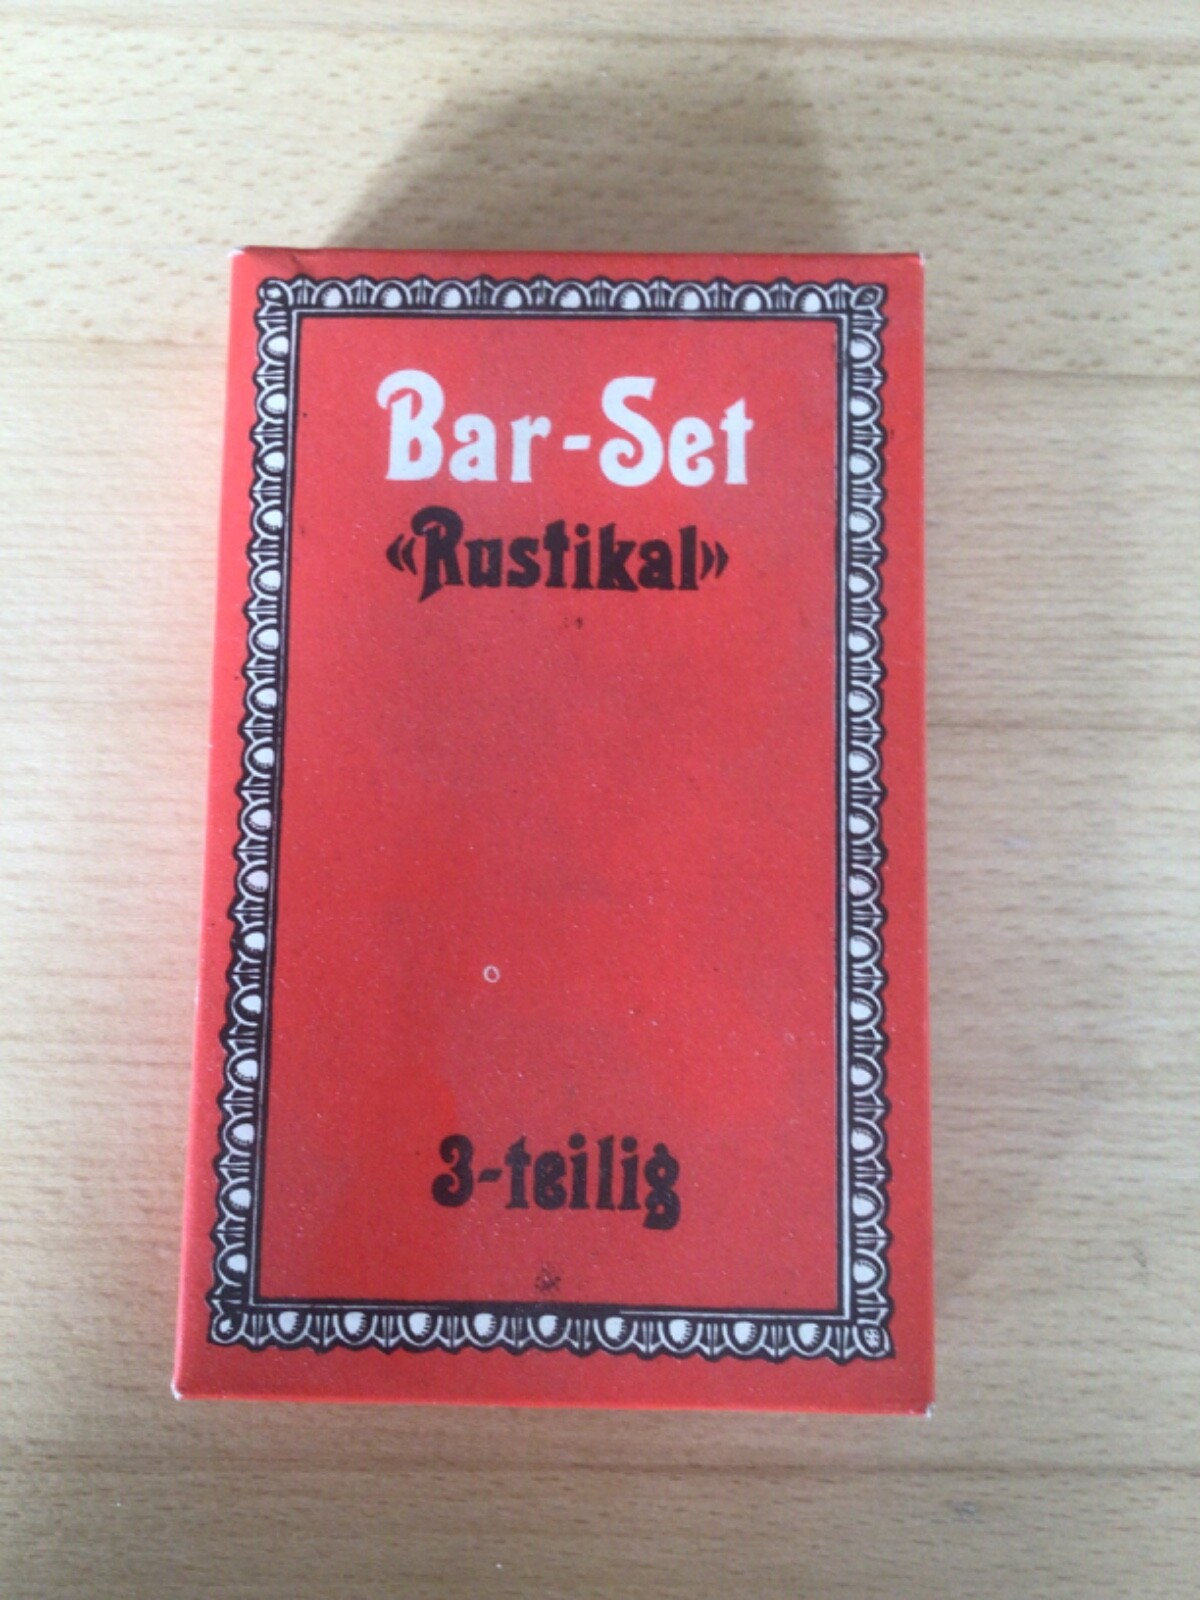 Bar-Set
«Rustikal»
3-teilig